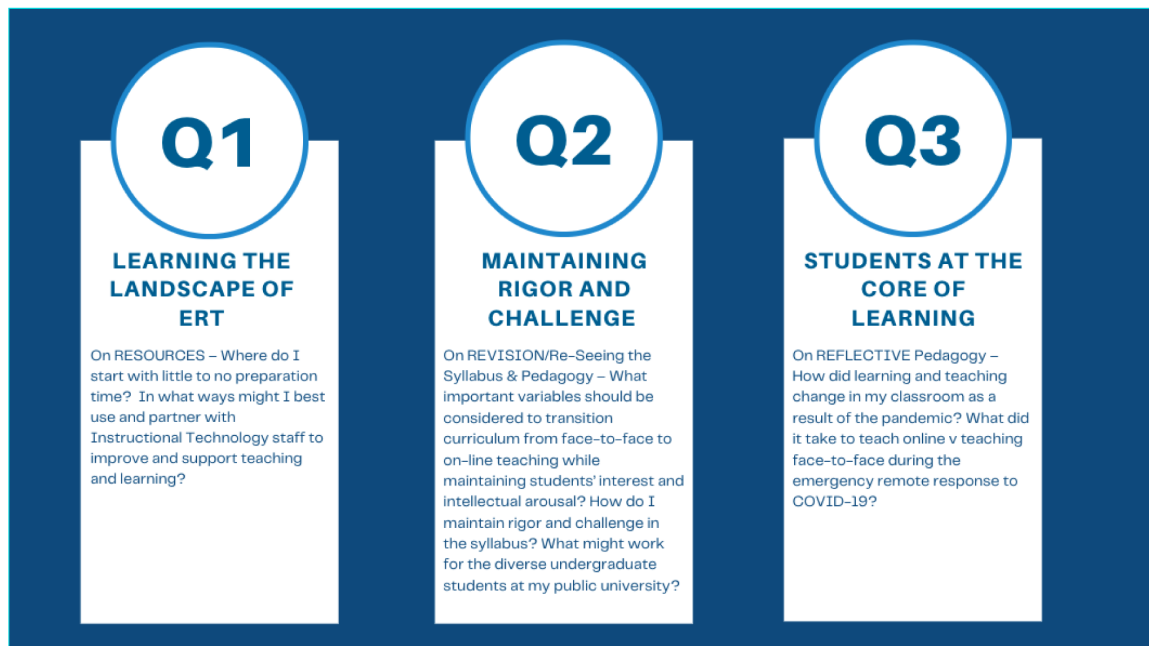 Q1
LEARNING THE
LANDSCAPE OF
ERT
On RESOURCES – Where do I
start with little to no preparation
time? In what ways might I best
use and partner with
Instructional Technology staff to
improve and support teaching
and learning?
Q2
MAINTAINING
RIGOR AND
CHALLENGE
On REVISION/Re-Seeing the
Syllabus & Pedagogy – What
important variables should be
considered to transition
curriculum from face-to-face to
on-line teaching while
maintaining students' interest and
intellectual arousal? How do I
maintain rigor and challenge in
the syllabus? What might work
for the diverse undergraduate
students at my public university?
Q3
STUDENTS AT THE
CORE OF
LEARNING
On REFLECTIVE Pedagogy –
How did learning and teaching
change in my classroom as a
result of the pandemic? What did
it take to teach online v teaching
face-to-face during the
emergency remote response to
COVID-19?